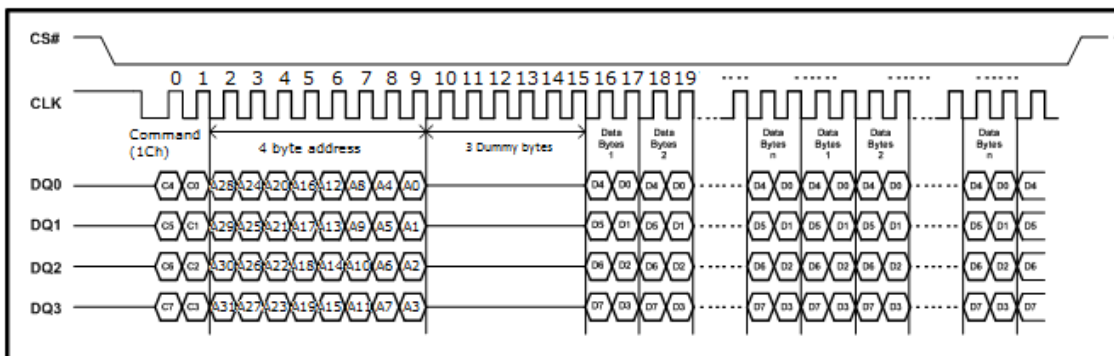 CS#
0 1 2 3 4 5 6 7 8 9 10 11 12 13 14 15 16 17 18 19
CLK
Command
(1Ch)
4 byte address
3 Dummy bytes
Data Bytes 1
Data Bytes 2
Data Bytes n
Data Bytes 1
Data Bytes 2
Data Bytes n
DQ0 C4 C0 A28 A24 A20 A16 A12 A8 A4 A0 D4 D0 D4 D0 D4 D0 D4 D0 D4 D0 D4 D0 D4
DQ1 C5 C1 A29 A25 A21 A17 A13 A9 A5 A1 D5 D1 D5 D1 D5 D1 D5 D1 D5 D1 D5 D1 D5
DQ2 C6 C2 A30 A26 A22 A18 A14 A10 A6 A2 D6 D2 D6 D2 D6 D2 D6 D2 D6 D2 D6 D2 D6
DQ3 C7 C3 A31 A27 A23 A19 A15 A11 A7 A3 D7 D3 D7 D3 D7 D3 D7 D3 D7 D3 D7 D3 D7